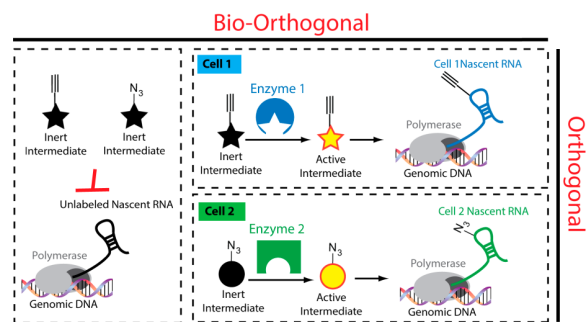 Bio-Orthogonal
Orthogonal
N3
Inert
Intermediate
Inert
Intermediate
Unlabeled Nascent RNA
Polymerase
Genomic DNA
Cell 1
Enzyme 1
Inert
Intermediate
Active
Intermediate
Cell 1Nascent RNA
Polymerase
Genomic DNA
Cell 2
Enzyme 2
N3
Inert
Intermediate
N3
Active
Intermediate
Cell 2 Nascent RNA
N3
Polymerase
Genomic DNA